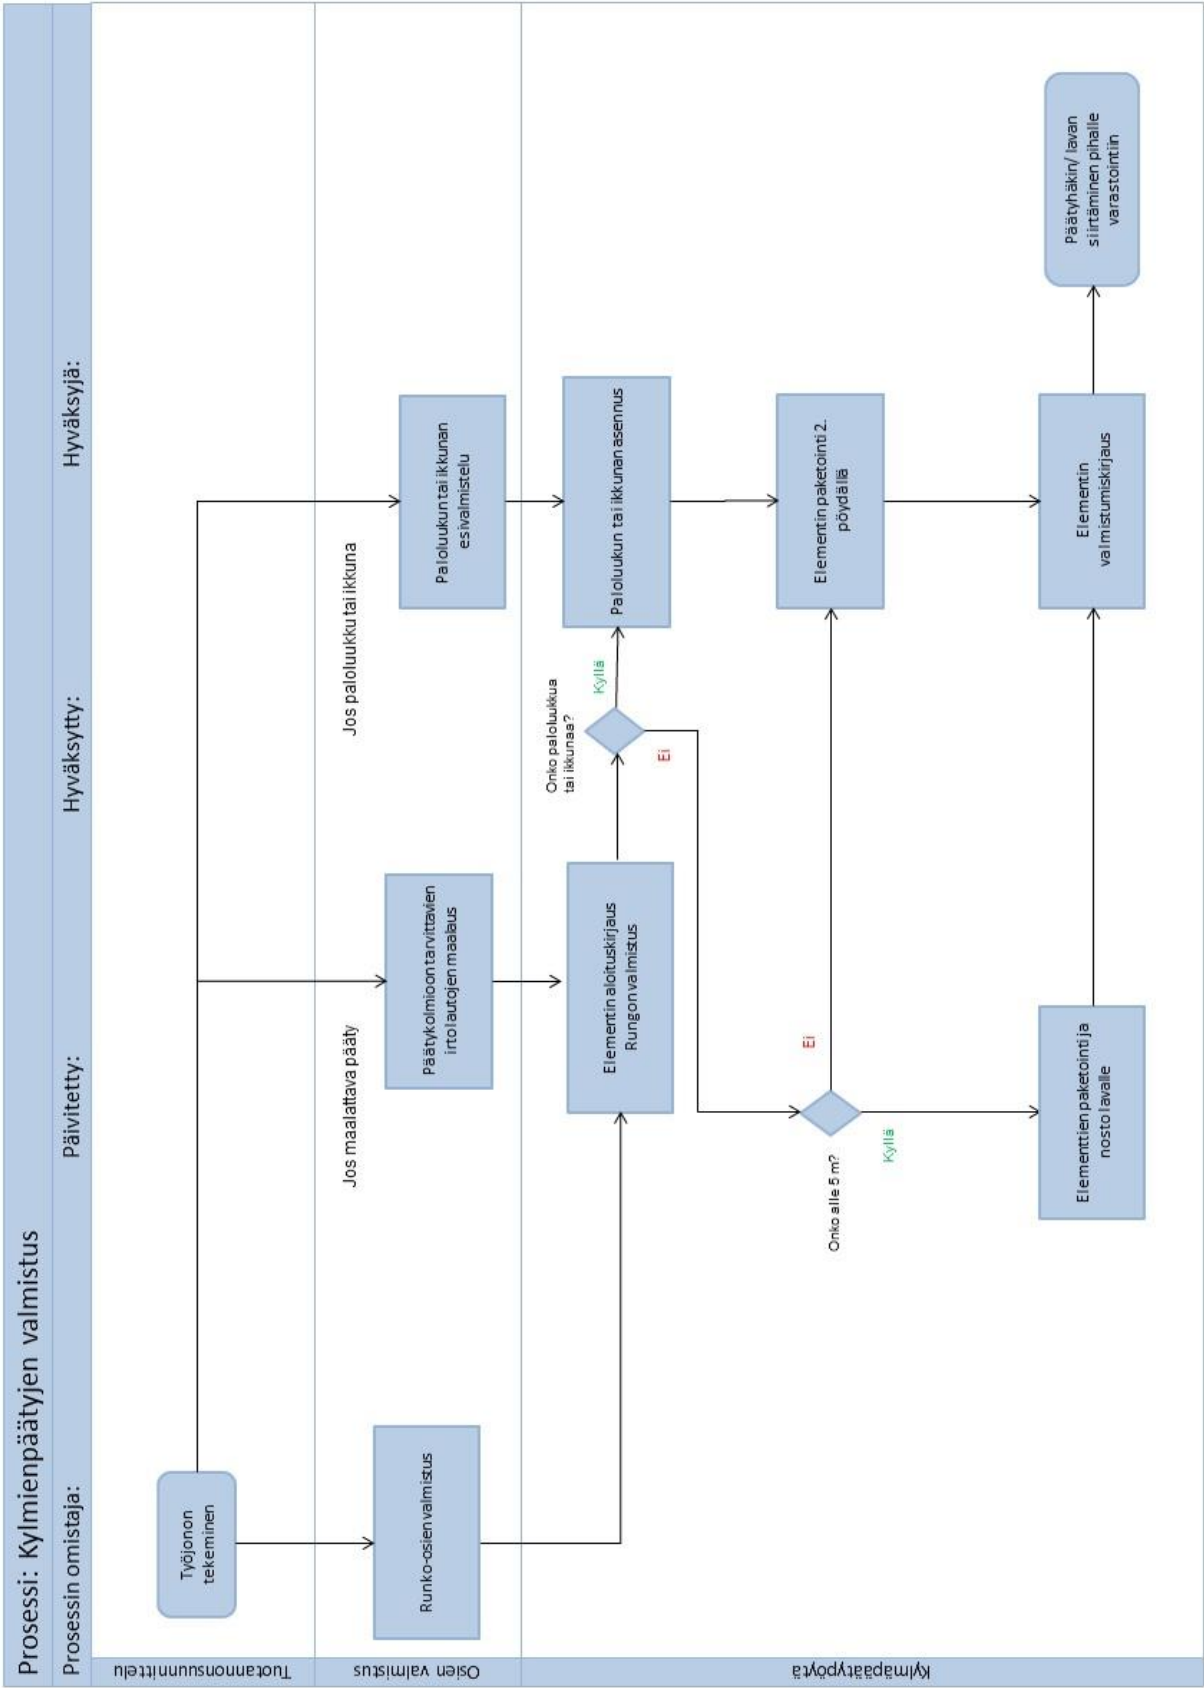 Prosessi: Kylmienpäätyjen valmistus
Prosessin omistaja:
Päivitetty:
Hyväksytty:
Hyväksyjä:
Tuotannonsuunnittelu
Työjonon
tekeminen
Osien valmistus
Jos maalattava pääty
Jos paloluukku tai ikkuna
Runko-osien valmistus
Päätykolmioon tarvittavien
irtolautojen maalaus
Paloluukun tai ikkunan
esivalmistelu
Kylmäpäätypöytä
Elementin aloituskirjaus
Rungon valmistus
Onko paloluukkua
tai ikkunaa?
Kyllä
Ei
Paloluukun tai ikkunan asennus
Onko alle 5 m?
Ei
Kyllä
Elementin paketointi 2.
pöydällä
Elementtien paketointi ja
nosto lavalle
Elementin
valmistumiskirjaus
Päätyhäkin/ lavan
siirtäminen pihalle
varastointiin